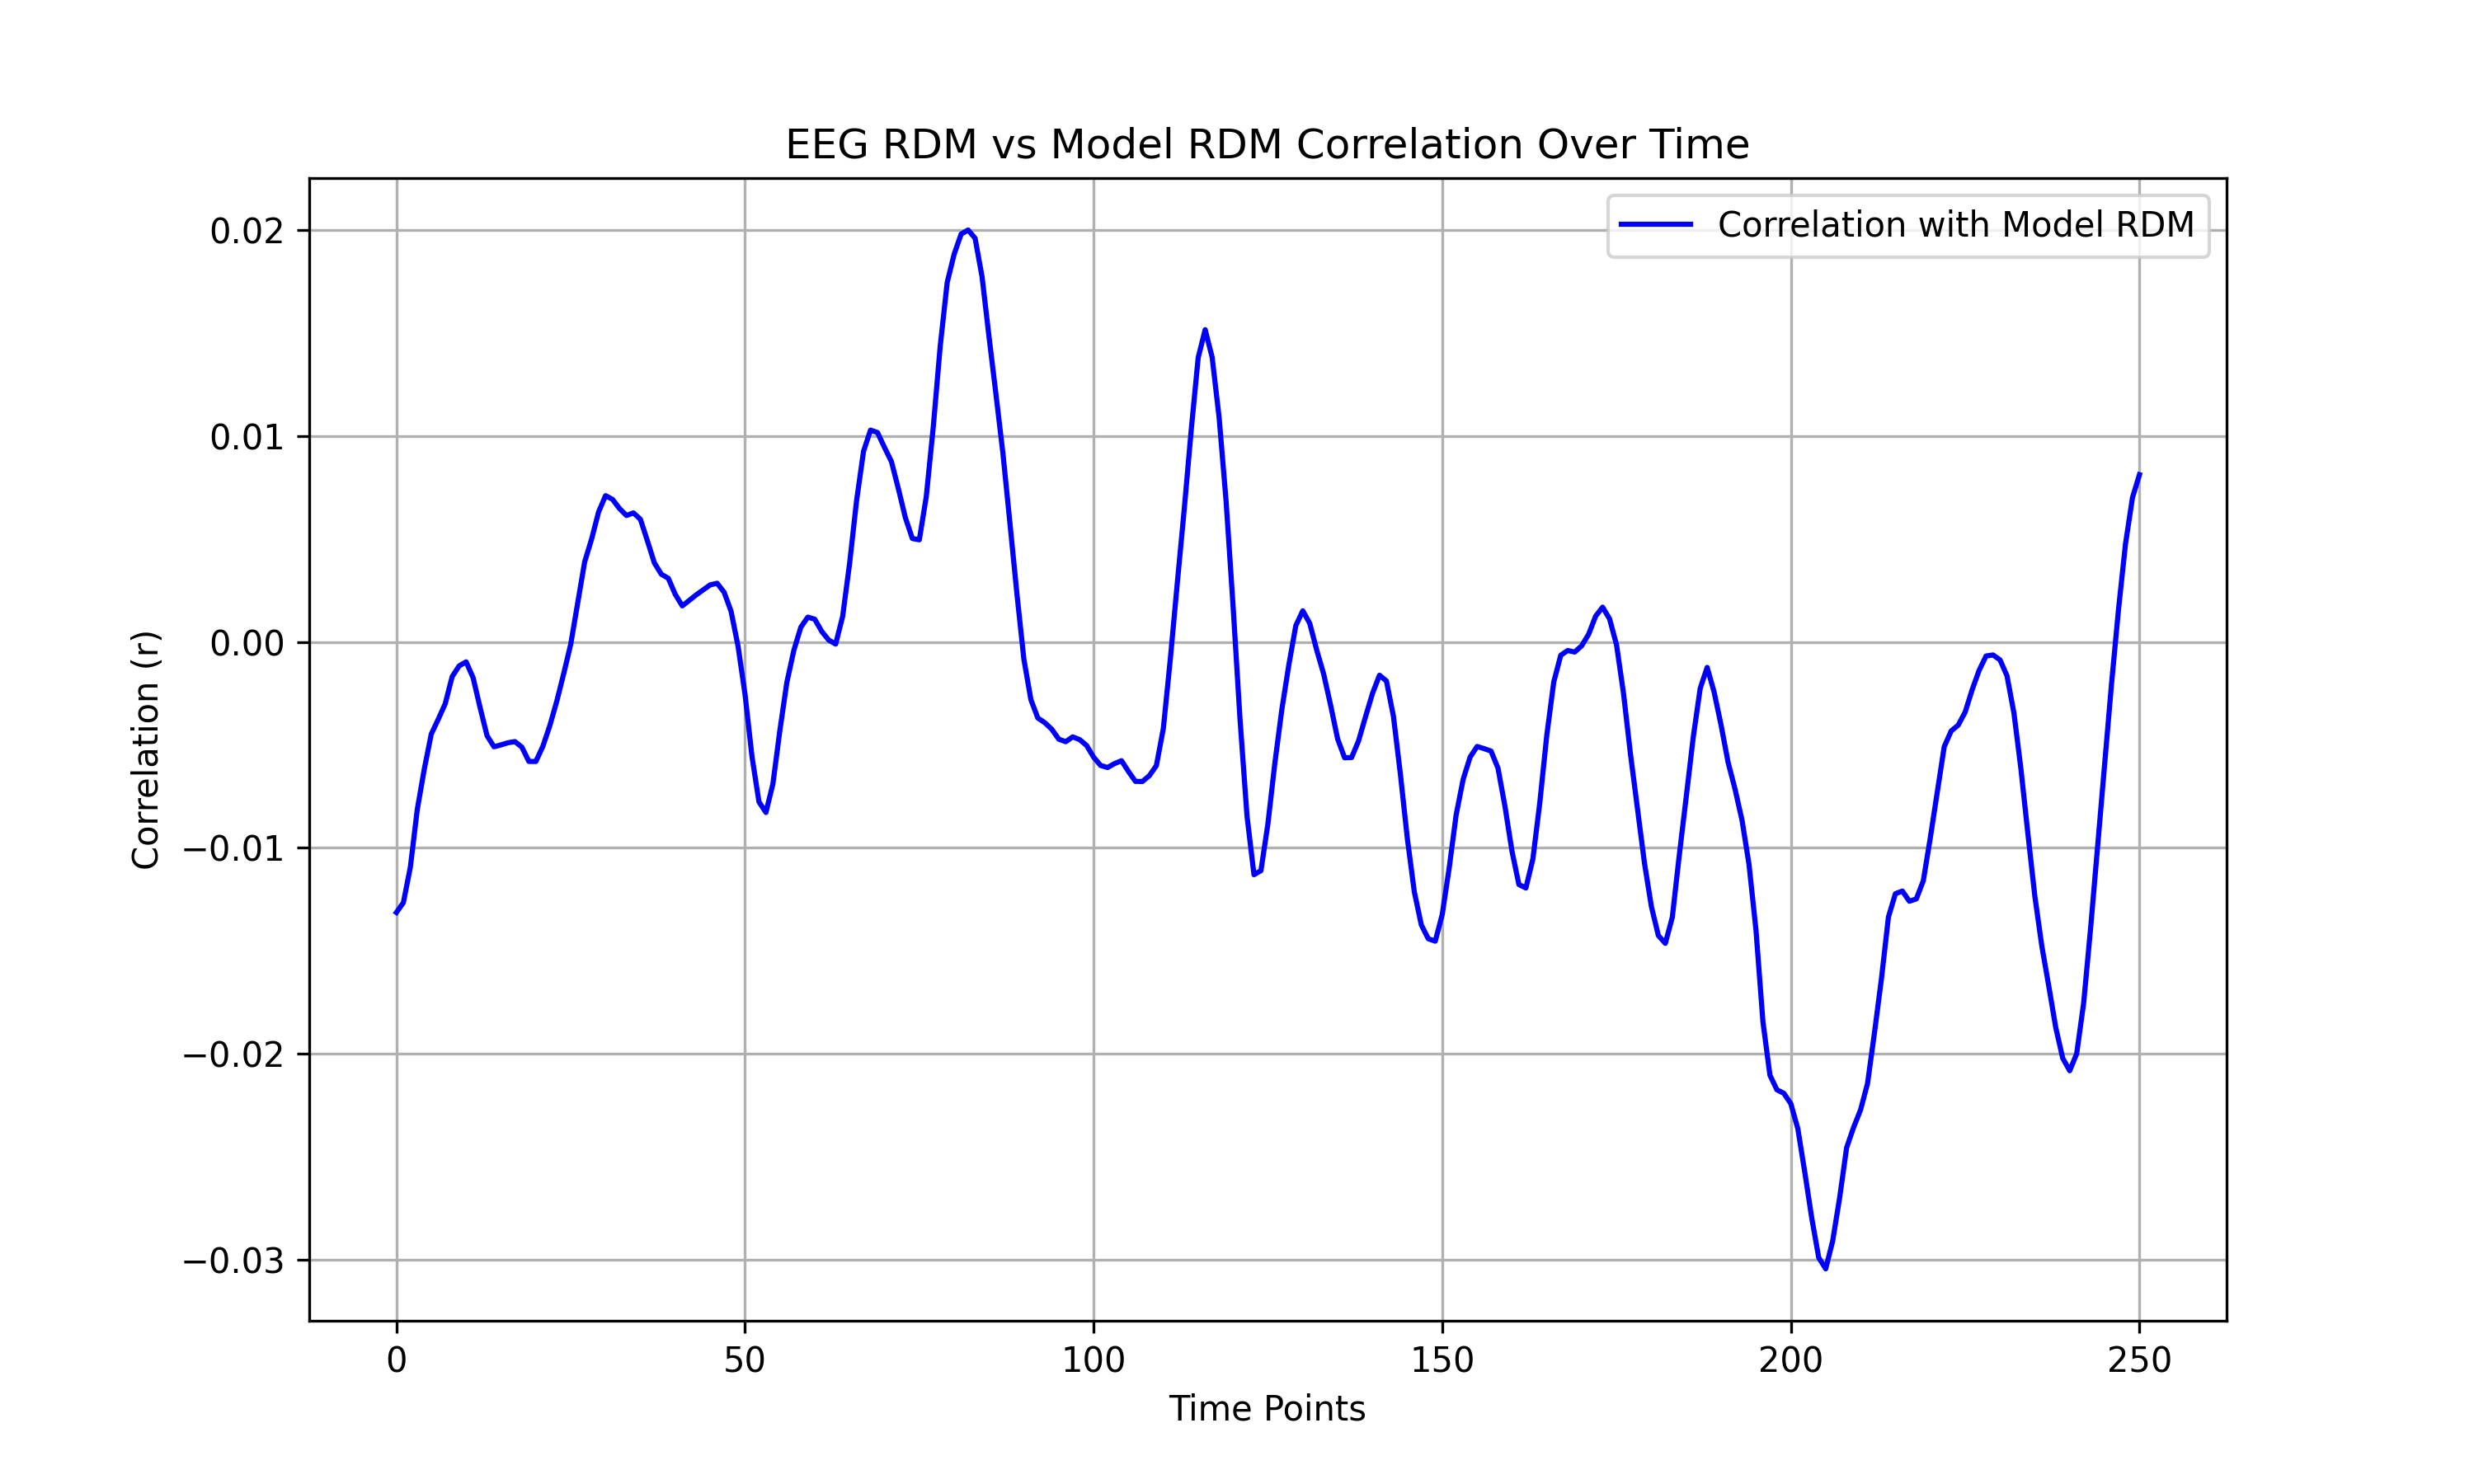 EEG RDM vs Model RDM Correlation Over Time
Correlation with Model RDM
0.02
0.01
0.00
−0.01
−0.02
−0.03
Correlation (r)
0 50 100 150 200 250
Time Points